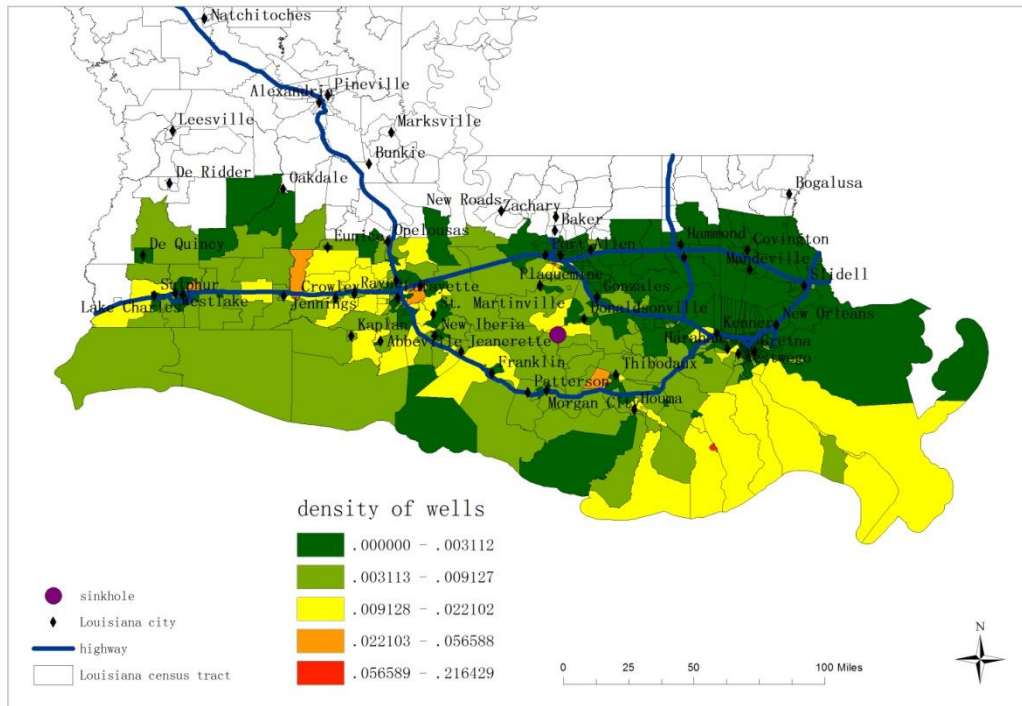 Natchitoches
Pineville
Alexandria
Leesville
Marksville
Bunkie
De Ridder
Oakdale
New Roads
Zachary
Baker
Bogalusa
De Quincy
Eunice
Opelousas
Port Allen
Hammond
Covington
Mandeville
Slidell
Plaquemine
Gonzales
Sulphur
Westlake
Lake Charles
Jennings
Crowley
Rayne
Lafayette
St. Martinville
Donaldsonville
Kenner
New Orleans
Harahan
Gretna
Westwego
Kaplan
Abbeville
New Iberia
Jeanerette
Franklin
Thibodaux
Patterson
Morgan City
Houma
density of wells
.000000 - .003112
.003113 - .009127
.009128 - .022102
.022103 - .056588
.056589 - .216429
sinkhole
Louisiana city
highway
Louisiana census tract
0 25 50 100 Miles
N